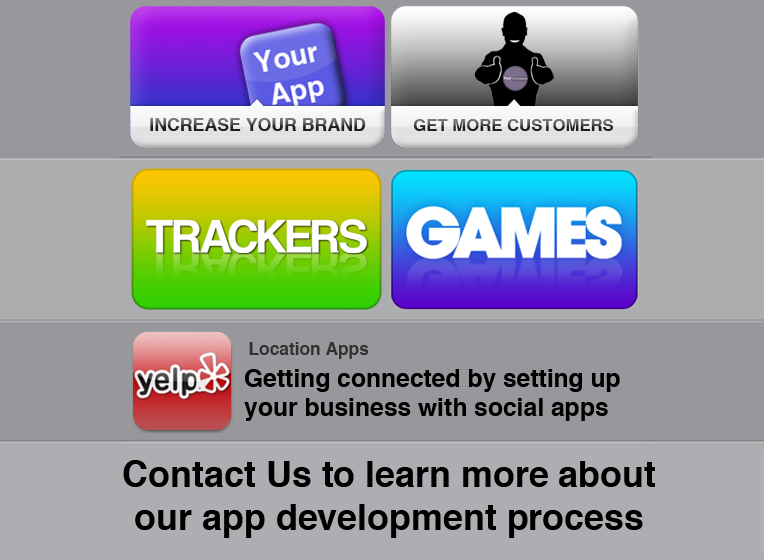 Your
App
INCREASE YOUR BRAND
GET MORE CUSTOMERS
TRACKERS
GAMES
yelp
Location Apps
Getting connected by setting up
your business with social apps
Contact Us to learn more about
our app development process